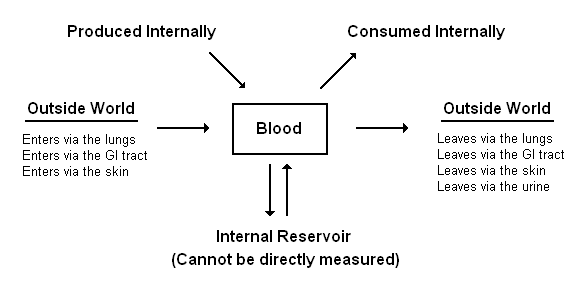 Produced Internally
Consumed Internally
Outside World
Enters via the lungs
Enters via the GI tract
Enters via the skin
Blood
Outside World
Leaves via the lungs
Leaves via the GI tract
Leaves via the skin
Leaves via the urine
Internal Reservoir
(Cannot be directly measured)